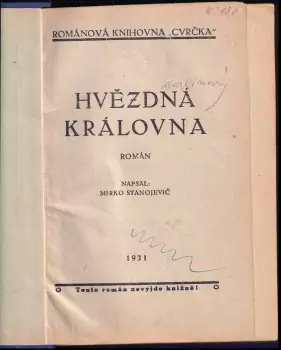 ROMÁNOVÁ KNIHOVNA „CVRČKA"
HVĚZDNÁ
KRÁLOVNA
ROMÁN
NAPSAL:
MIRKO STANOJEVIČ
1931
Tento román nevyjde knižně!